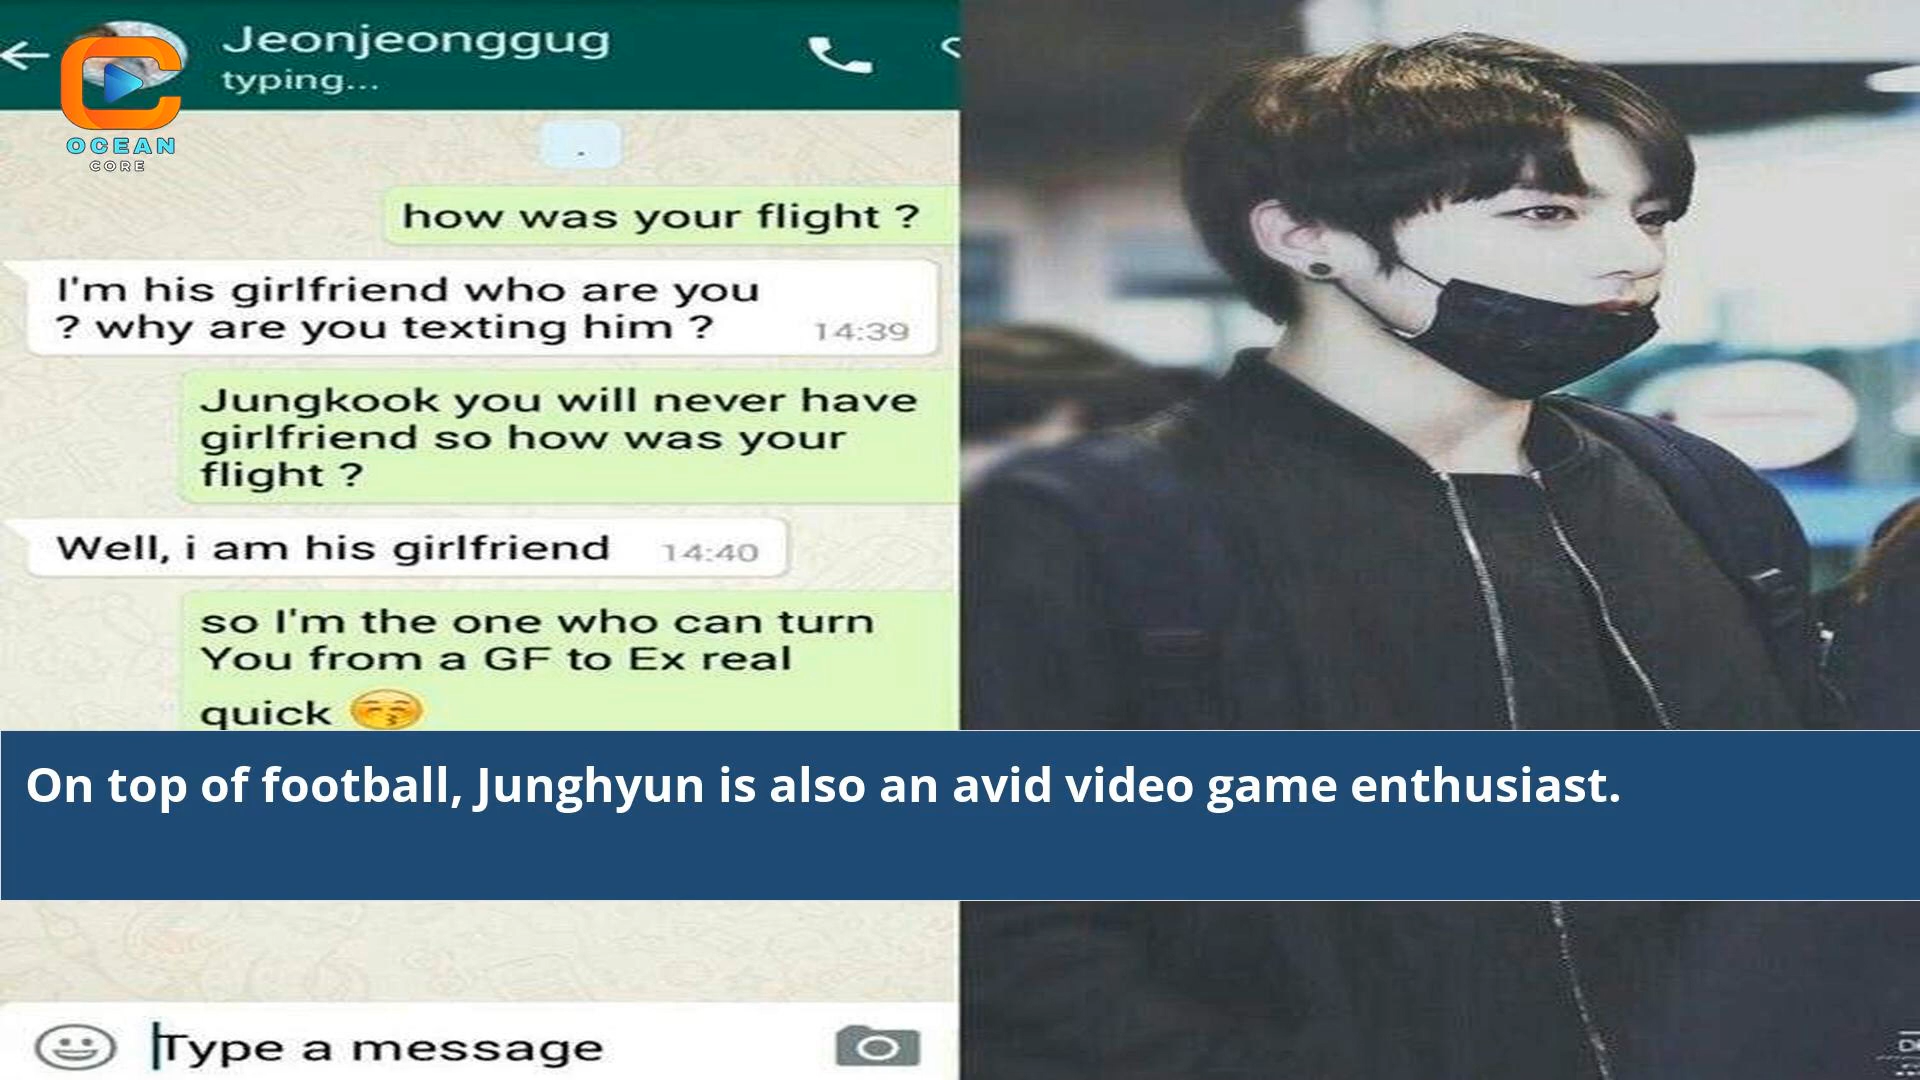 Jeonjeonggug
typing...
OCEAN
CORE
.
how was your flight ?
I'm his girlfriend who are you
? why are you texting him ?
14:39
Jungkook you will never have
girlfriend so how was your
flight ?
Well, i am his girlfriend
14:40
so I'm the one who can turn
You from a GF to Ex real
quick 😚
On top of football, Junghyun is also an avid video game enthusiast.
Type a message